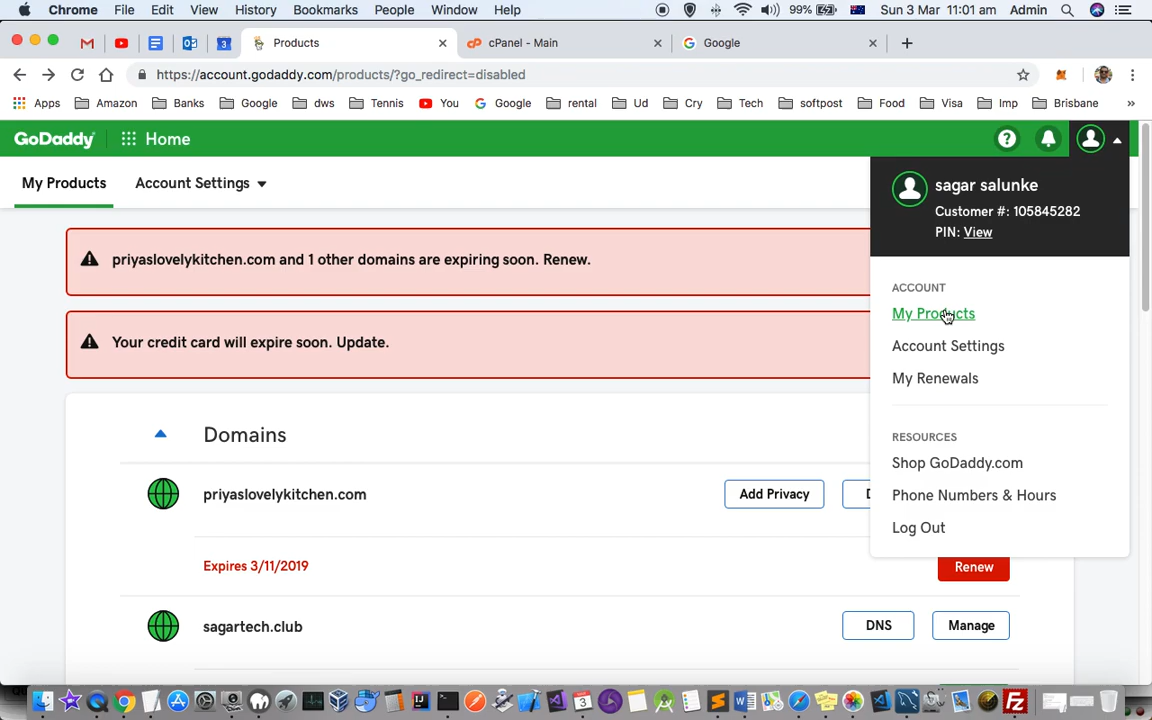 Chrome File Edit View History Bookmarks People Window Help 99% Sun 3 Mar 11:01 am Admin
Products cPanel - Main Google
https://account.godaddy.com/products/?go_redirect=disabled
Apps Amazon Banks Google dws Tennis You Google rental Ud Cry Tech softpost Food Visa Imp Brisbane »
GoDaddy Home
My Products Account Settings
sagar salunke
Customer #: 105845282
PIN: View
priyaslovelykitchen.com and 1 other domains are expiring soon. Renew.
ACCOUNT
My Products
Your credit card will expire soon. Update.
Account Settings
My Renewals
Domains
RESOURCES
Shop GoDaddy.com
priyaslovelykitchen.com Add Privacy D
Phone Numbers & Hours
Log Out
Expires 3/11/2019 Renew
sagartech.club DNS Manage